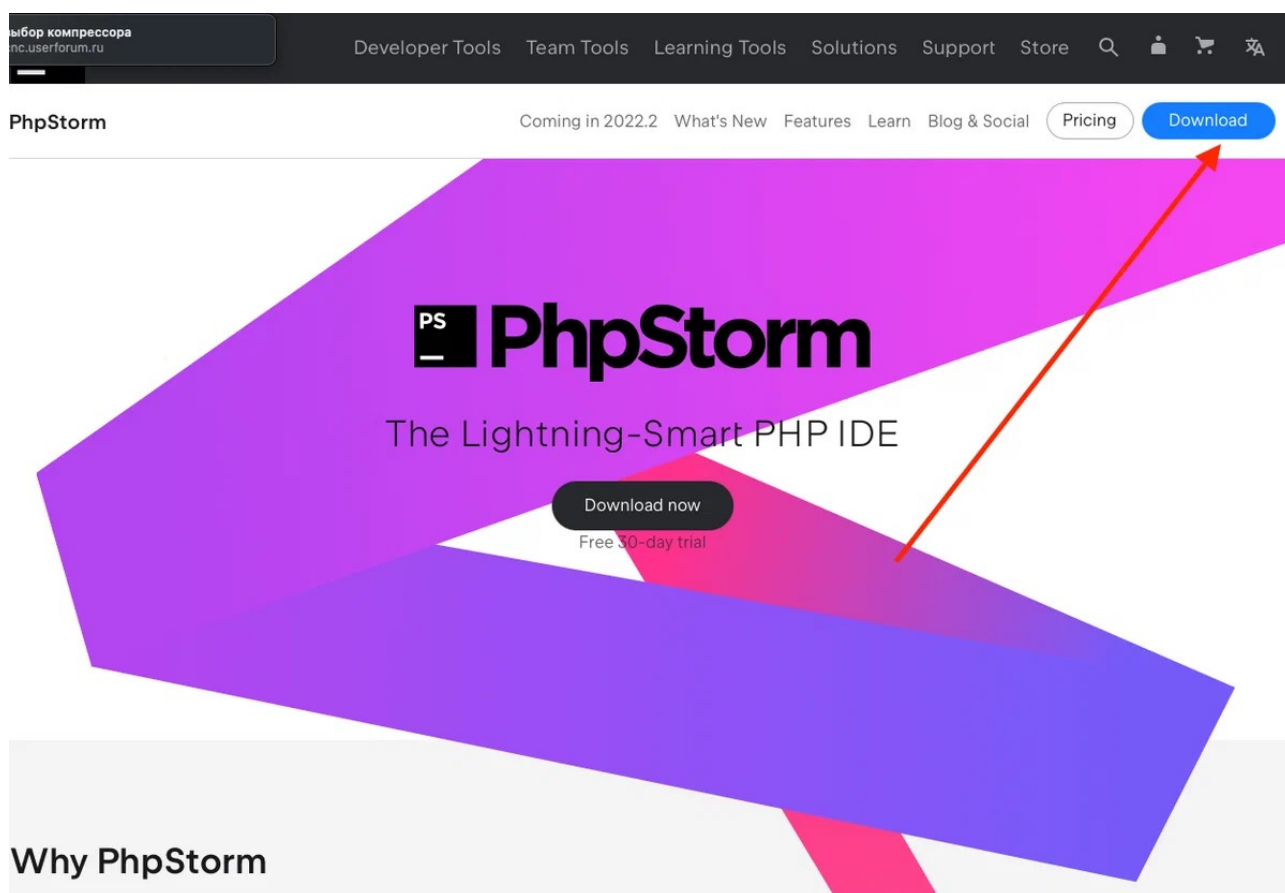 ыбор компрессора
nc.userforum.ru
Developer Tools Team Tools Learning Tools Solutions Support Store
PhpStorm
Coming in 2022.2 What's New Features Learn Blog & Social Pricing Download
PS PhpStorm
The Lightning-Smart PHP IDE
Download now
Free 30-day trial
Why PhpStorm